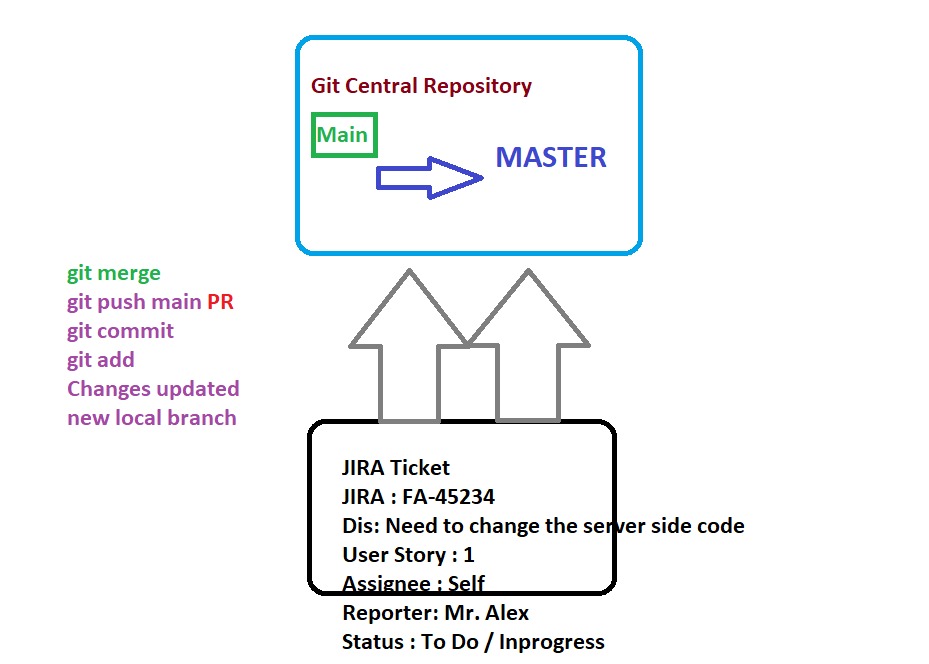 Git Central Repository
Main
MASTER
git merge
git push main PR
git commit
git add
Changes updated
new local branch
JIRA Ticket
JIRA : FA-45234
Dis: Need to change the server side code
User Story : 1
Assignee : Self
Reporter: Mr. Alex
Status : To Do / Inprogress